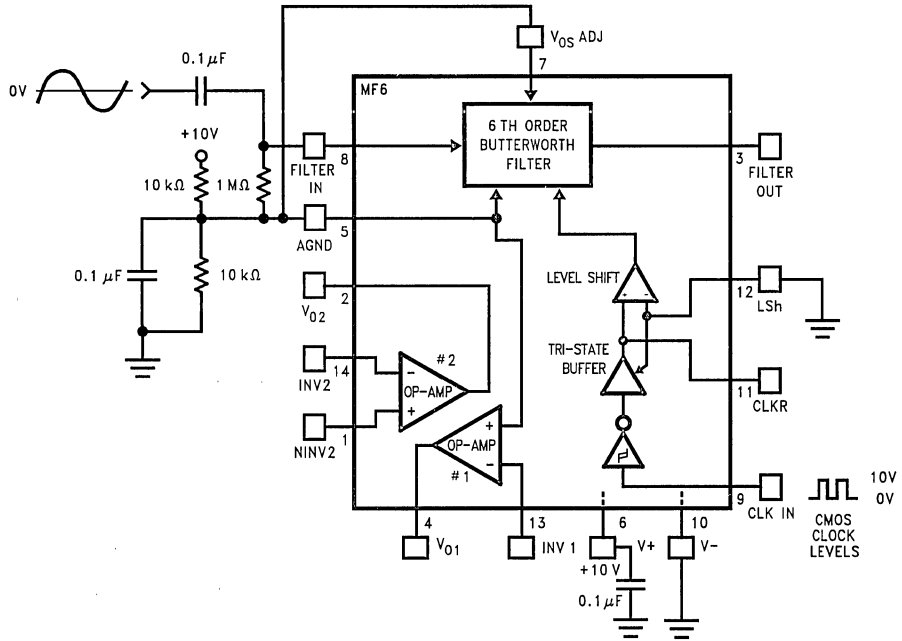 V_OS ADJ
7
0.1 μF
0V
MF6
6 TH ORDER
BUTTERWORTH
FILTER
+10V
FILTER
IN
8
3
FILTER
OUT
10 kΩ
1 MΩ
AGND
5
0.1 μF
10 kΩ
LEVEL SHIFT
+ -
12
LSh
V_O2
2
TRI-STATE
BUFFER
#2
INV2
14
-
OP-AMP
+
11
CLKR
NINV2
1
+
OP-AMP
-
#1
9
CLK IN
10V
0V
CMOS
CLOCK
LEVELS
4
V_O1
13
INV 1
6
V+
10
V-
+10 V
0.1 μF